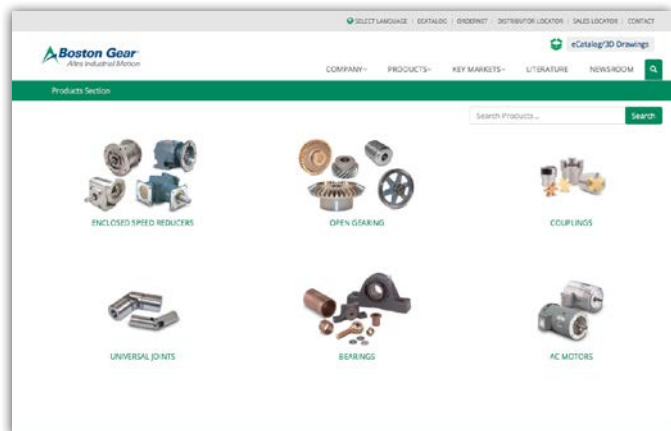 SELECT LANGUAGE | ECATALOG | ORDERNET | DISTRIBUTOR LOCATOR | SALES LOCATOR | CONTACT
Boston Gear
Altra Industrial Motion
eCatalog/3D Drawings
COMPANY PRODUCTS KEY MARKETS LITERATURE NEWSROOM
Products Section
Search Products... Search
ENCLOSED SPEED REDUCERS OPEN GEARING COUPLINGS
UNIVERSAL JOINTS BEARINGS AC MOTORS